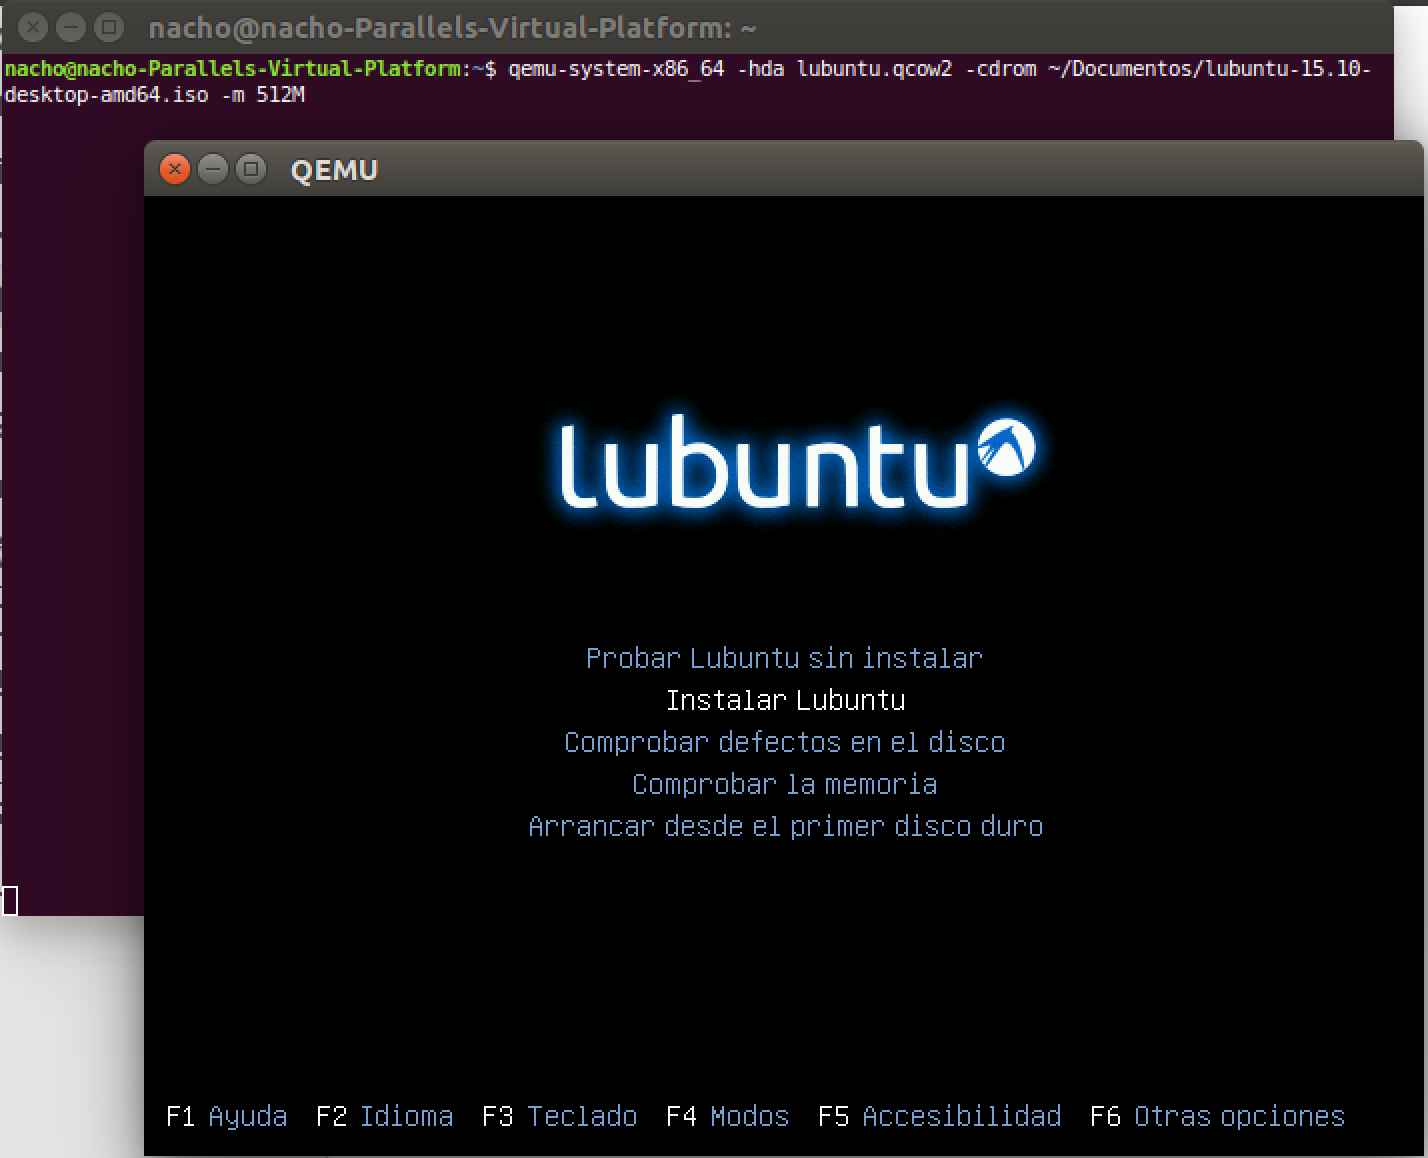 nacho@nacho-Parallels-Virtual-Platform: ~
nacho@nacho-Parallels-Virtual-Platform:~$ qemu-system-x86_64 -hda lubuntu.qcow2 -cdrom ~/Documentos/lubuntu-15.10-
desktop-amd64.iso -m 512M
QEMU
lubuntu
Probar Lubuntu sin instalar
Instalar Lubuntu
Comprobar defectos en el disco
Comprobar la memoria
Arrancar desde el primer disco duro
F1 Ayuda F2 Idioma F3 Teclado F4 Modos F5 Accesibilidad F6 Otras opciones